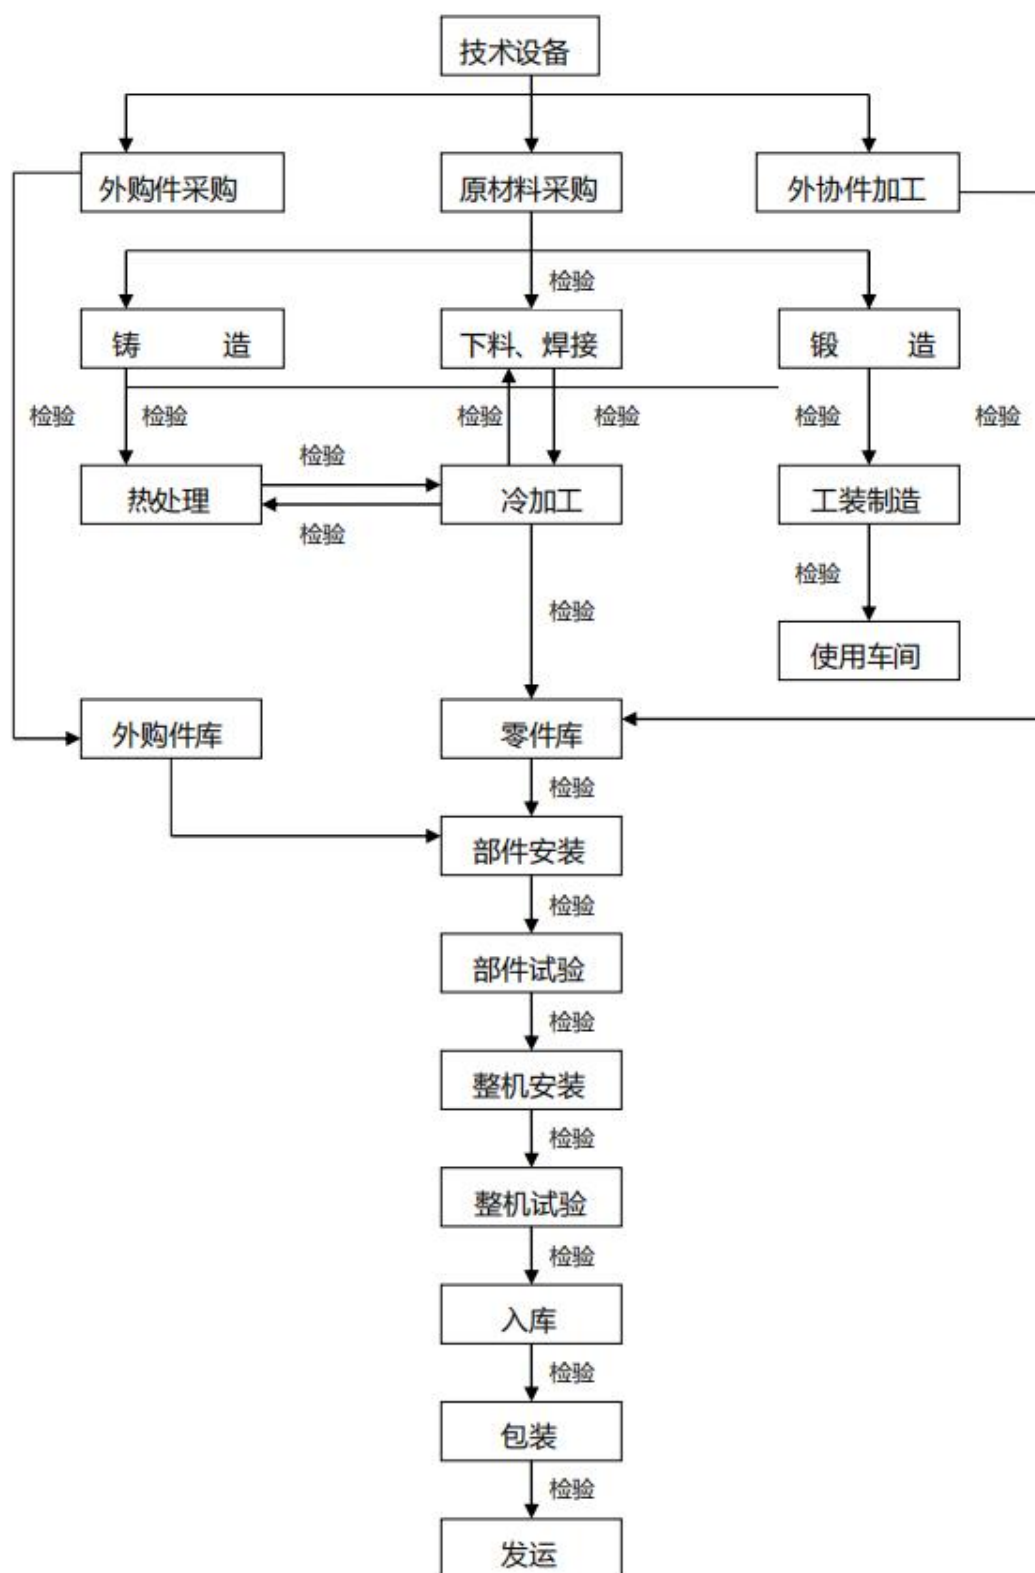 技术设备
外购件采购 原材料采购 外协件加工
检验
铸 造 下料、焊接 锻 造
检验 检验 检验 检验 检验 检验
检验
热处理 冷加工 工装制造
检验
检验
检验
使用车间
外购件库 零件库
检验
部件安装
检验
部件试验
检验
整机安装
检验
整机试验
检验
入库
检验
包装
检验
发运